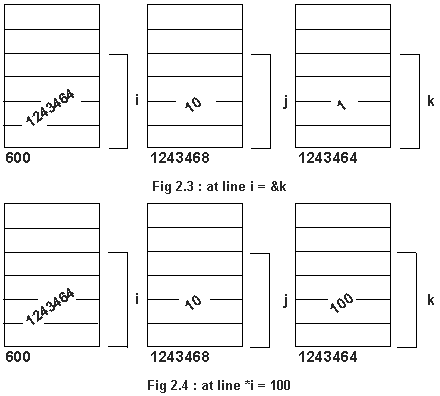 1243464 i 10 j 1 k
600 1243468 1243464
Fig 2.3 : at line i = &k
1243464 i 10 j 100 k
600 1243468 1243464
Fig 2.4 : at line *i = 100